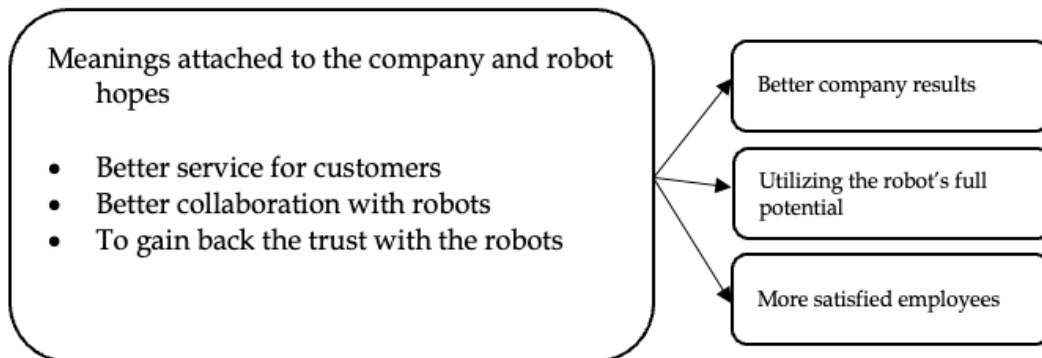 Meanings attached to the company and robot
hopes
• Better service for customers
• Better collaboration with robots
• To gain back the trust with the robots
Better company results
Utilizing the robot’s full
potential
More satisfied employees